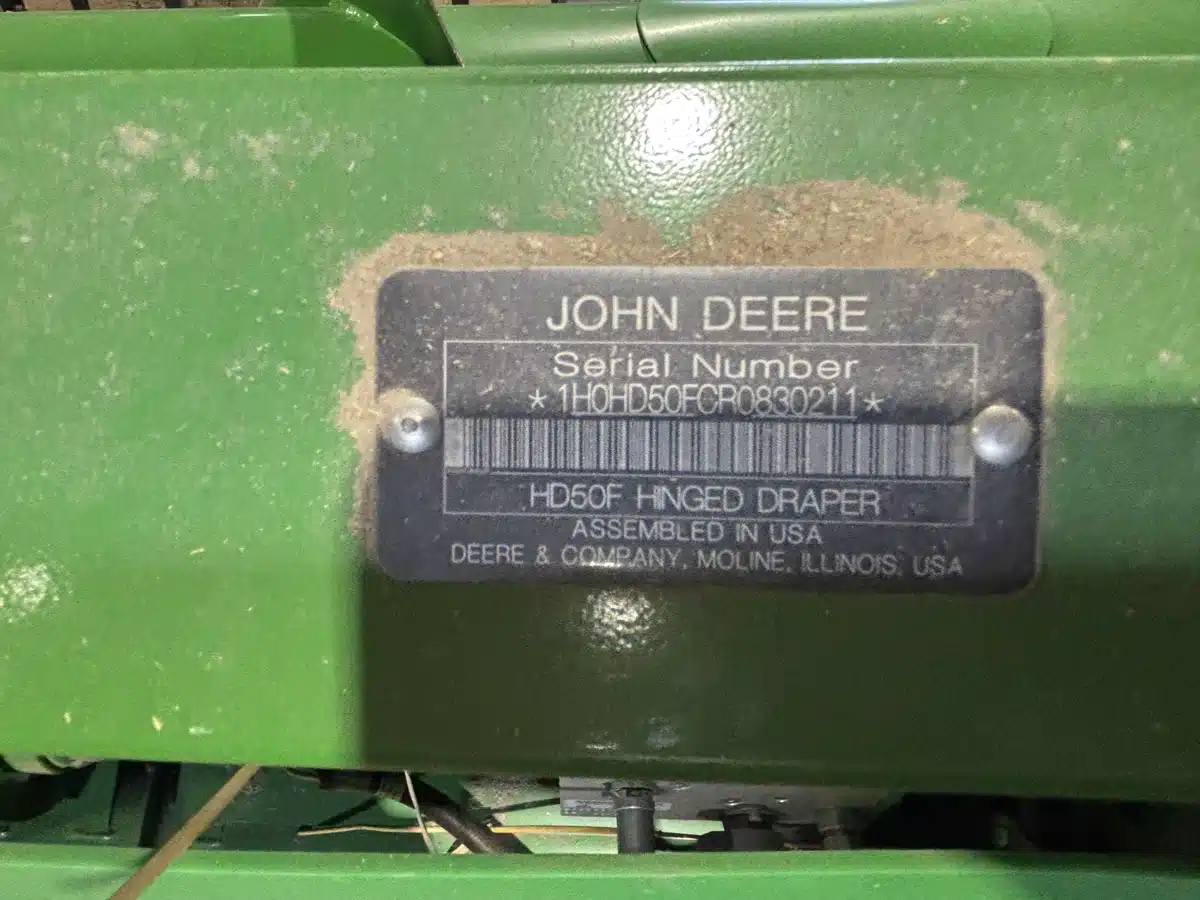 JOHN DEERE
Serial Number
*1H0HD50FCR0830211*
HD50F HINGED DRAPER
ASSEMBLED IN USA
DEERE & COMPANY, MOLINE, ILLINOIS, USA